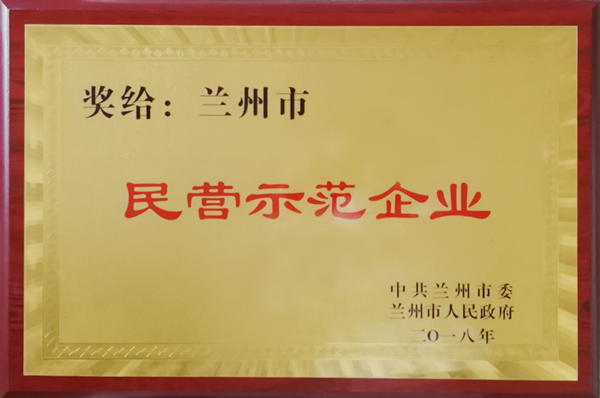 奖给：兰州市
民营示范企业
中共兰州市委
兰州市人民政府
二〇一八年